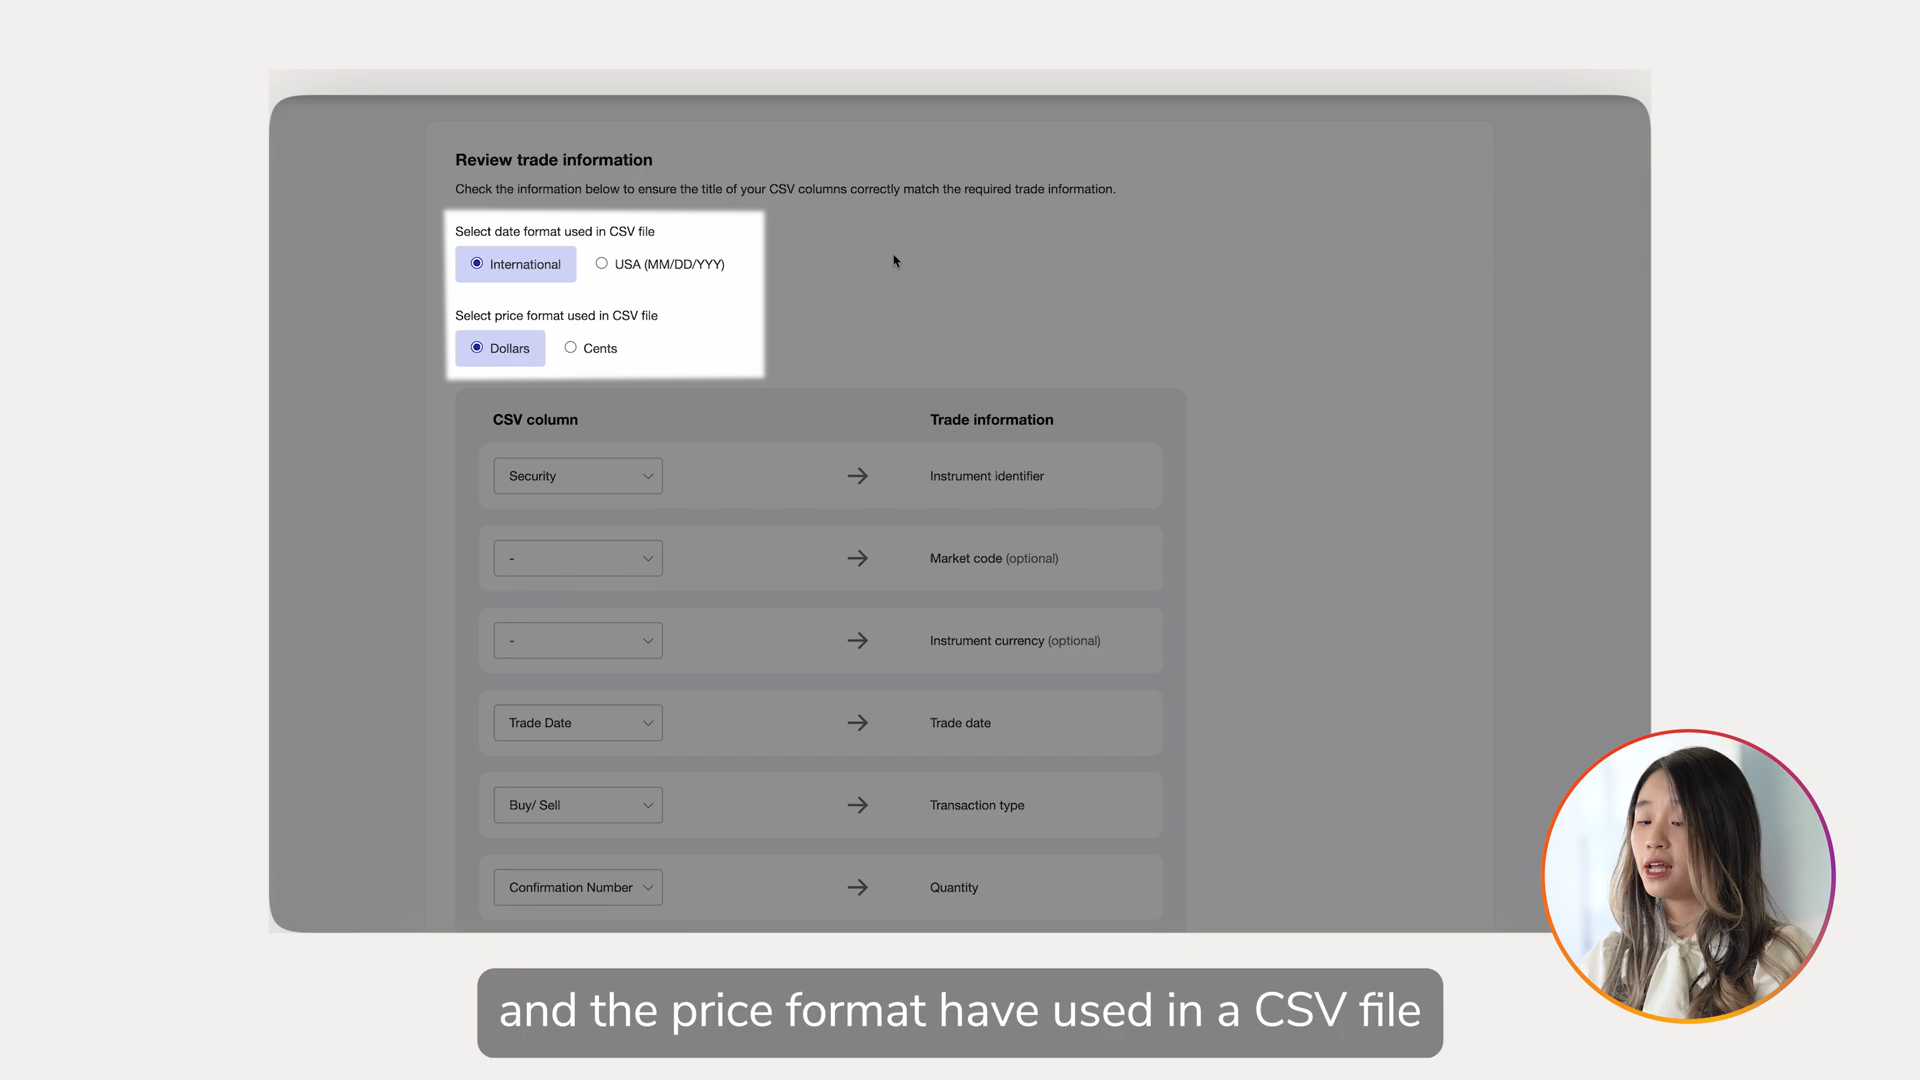 Review trade information
Check the information below to ensure the title of your CSV columns correctly match the required trade information.
Select date format used in CSV file
International
USA (MM/DD/YYY)
Select price format used in CSV file
Dollars
Cents
CSV column
Trade information
Security
Instrument identifier
-
Market code (optional)
-
Instrument currency (optional)
Trade Date
Trade date
Buy/ Sell
Transaction type
Confirmation Number
Quantity
and the price format have used in a CSV file